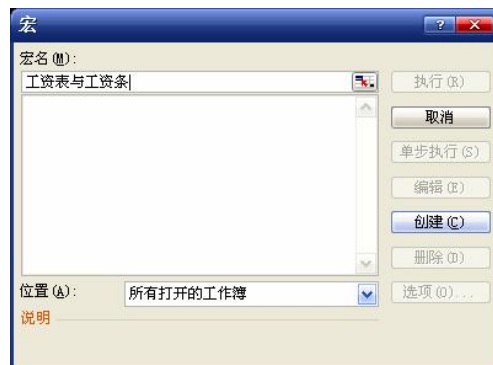 宏
宏名(M):
工资表与工资条
执行(R)
取消
单步执行(S)
编辑(E)
创建(C)
删除(D)
位置(A):
所有打开的工作簿
选项(O)...
说明